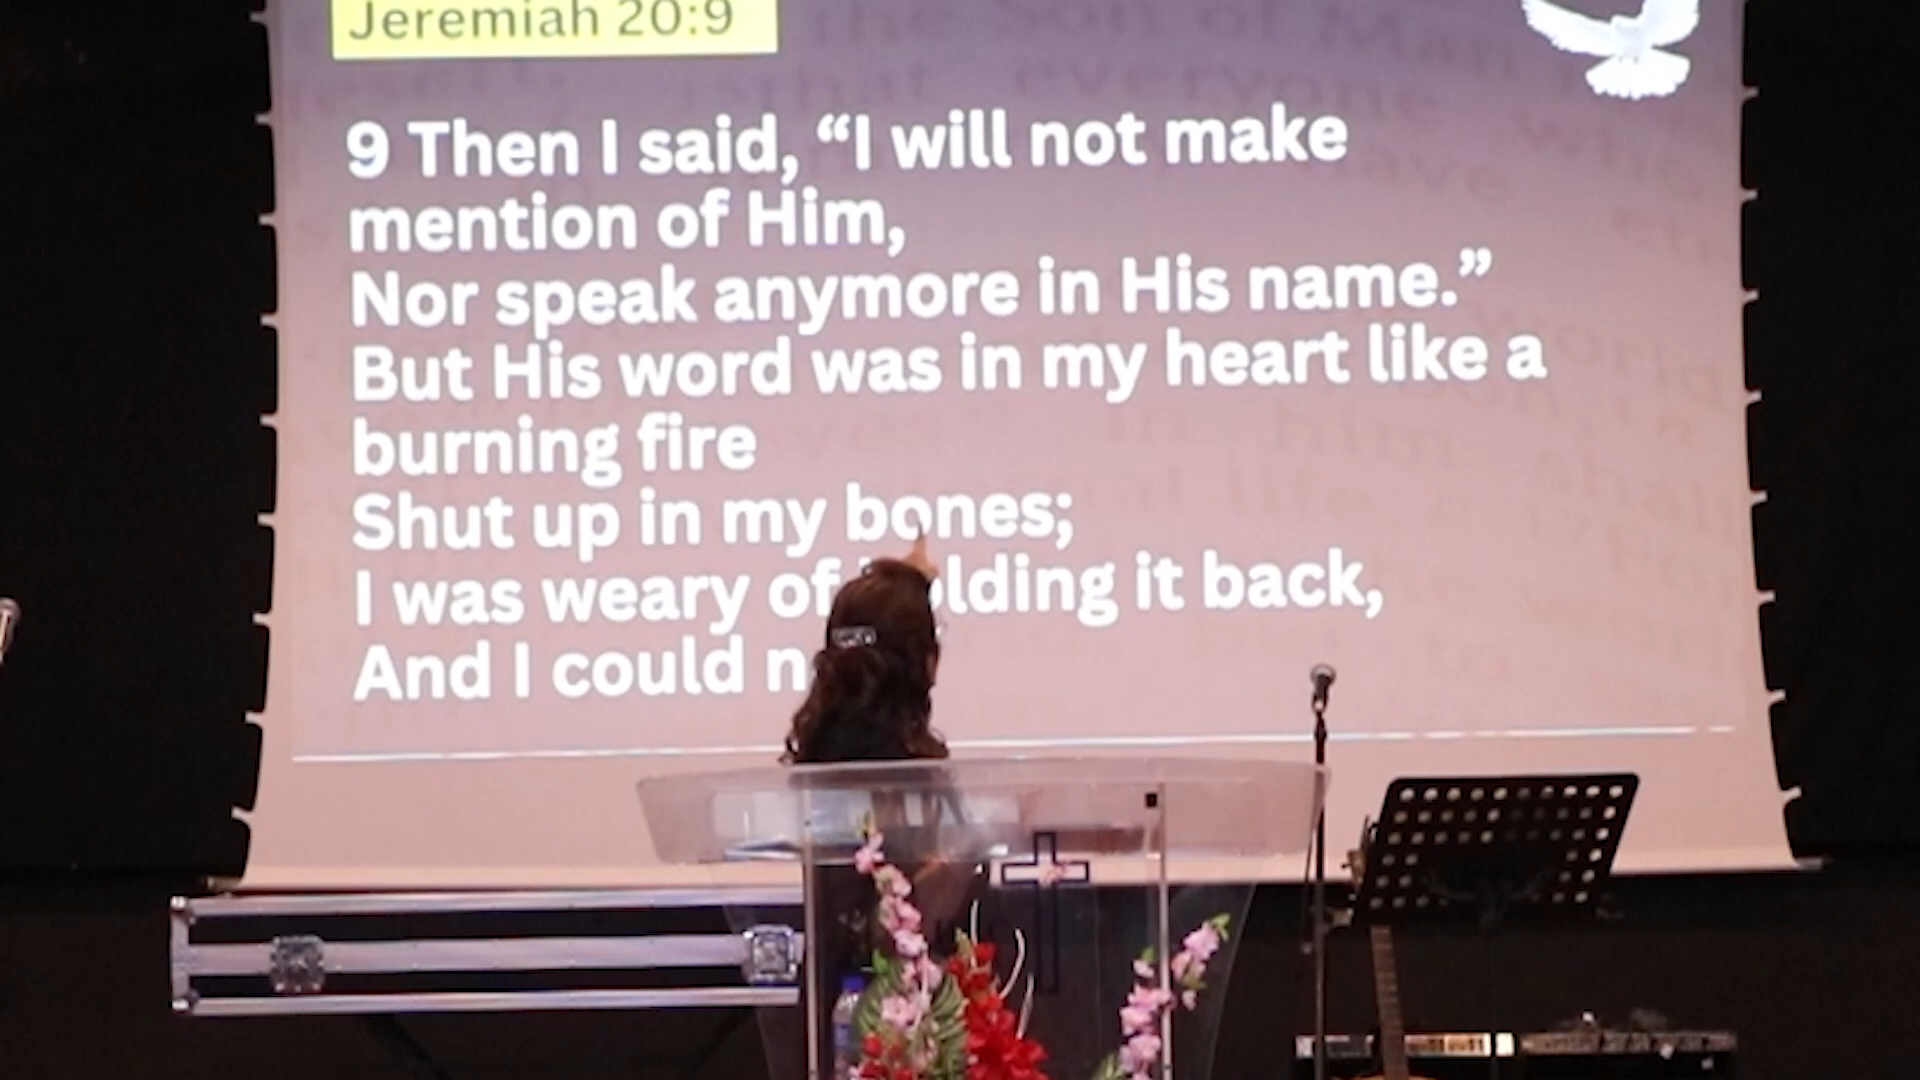 Jeremiah 20:9
9 Then I said, “I will not make
mention of Him,
Nor speak anymore in His name.”
But His word was in my heart like a
burning fire
Shut up in my bones;
I was weary of holding it back,
And I could